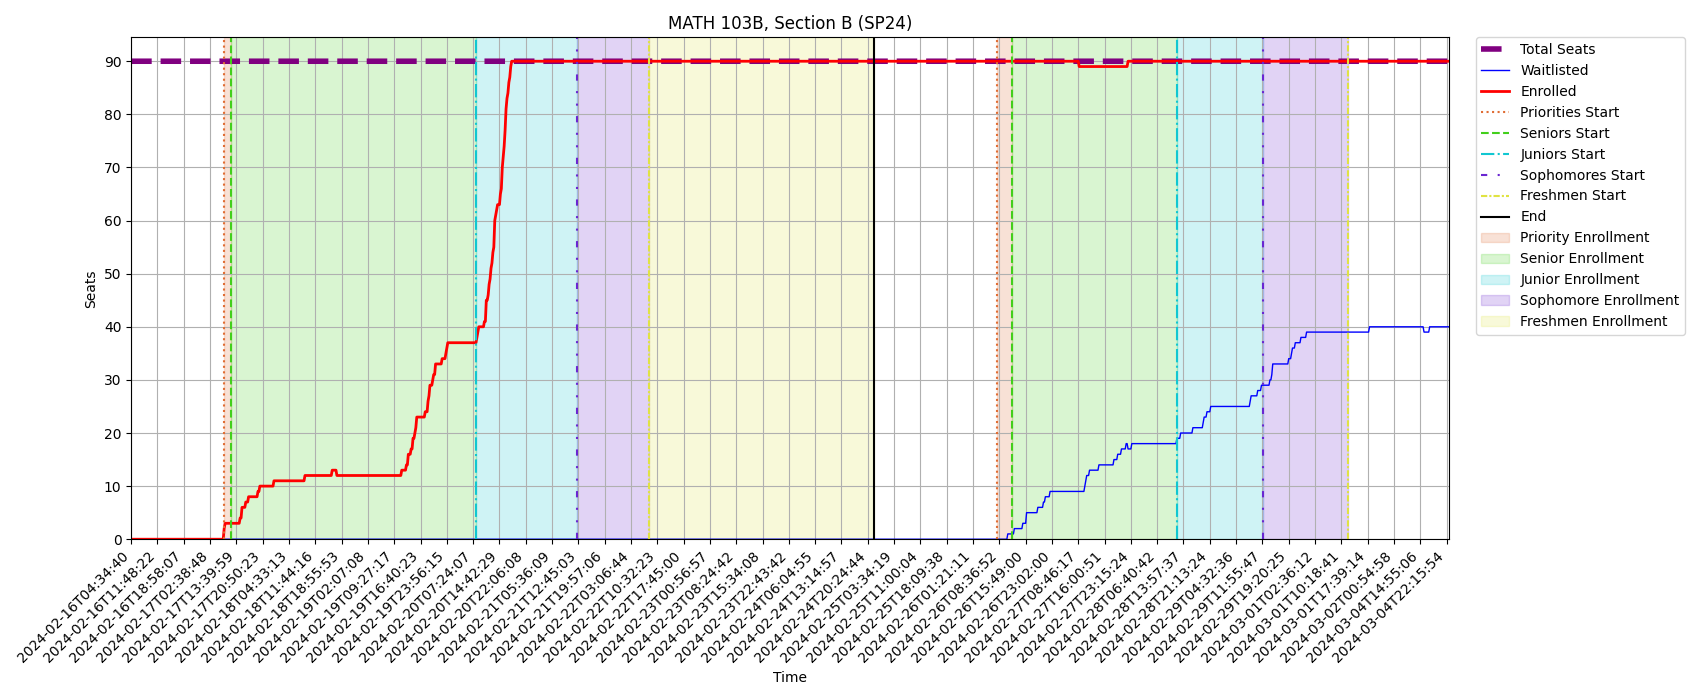 MATH 103B, Section B (SP24)
Seats
90
80
70
60
50
40
30
20
10
0
2024-02-16T04:34:40
2024-02-16T11:48:22
2024-02-16T18:58:07
2024-02-17T02:38:48
2024-02-17T13:39:59
2024-02-17T20:50:23
2024-02-18T04:33:13
2024-02-18T11:44:16
2024-02-18T18:55:53
2024-02-19T02:07:08
2024-02-19T09:27:17
2024-02-19T16:40:23
2024-02-19T23:56:15
2024-02-20T07:24:07
2024-02-20T14:42:29
2024-02-20T22:06:08
2024-02-21T05:36:09
2024-02-21T12:45:03
2024-02-21T19:57:06
2024-02-22T03:06:44
2024-02-22T10:32:23
2024-02-22T17:45:00
2024-02-23T00:56:57
2024-02-23T08:24:42
2024-02-23T15:34:08
2024-02-23T22:43:42
2024-02-24T06:04:55
2024-02-24T13:14:57
2024-02-24T20:24:44
2024-02-25T03:34:19
2024-02-25T11:00:04
2024-02-25T18:09:38
2024-02-26T01:21:11
2024-02-26T08:36:52
2024-02-26T15:49:00
2024-02-26T23:02:00
2024-02-27T08:46:17
2024-02-27T16:00:51
2024-02-27T23:15:24
2024-02-28T06:40:42
2024-02-28T13:57:37
2024-02-28T21:13:24
2024-02-29T04:32:36
2024-02-29T11:55:47
2024-02-29T19:20:25
2024-03-01T02:36:12
2024-03-01T10:18:41
2024-03-01T17:39:14
2024-03-02T00:54:58
2024-03-04T14:55:06
2024-03-04T22:15:54
Time
Total Seats
Waitlisted
Enrolled
Priorities Start
Seniors Start
Juniors Start
Sophomores Start
Freshmen Start
End
Priority Enrollment
Senior Enrollment
Junior Enrollment
Sophomore Enrollment
Freshmen Enrollment